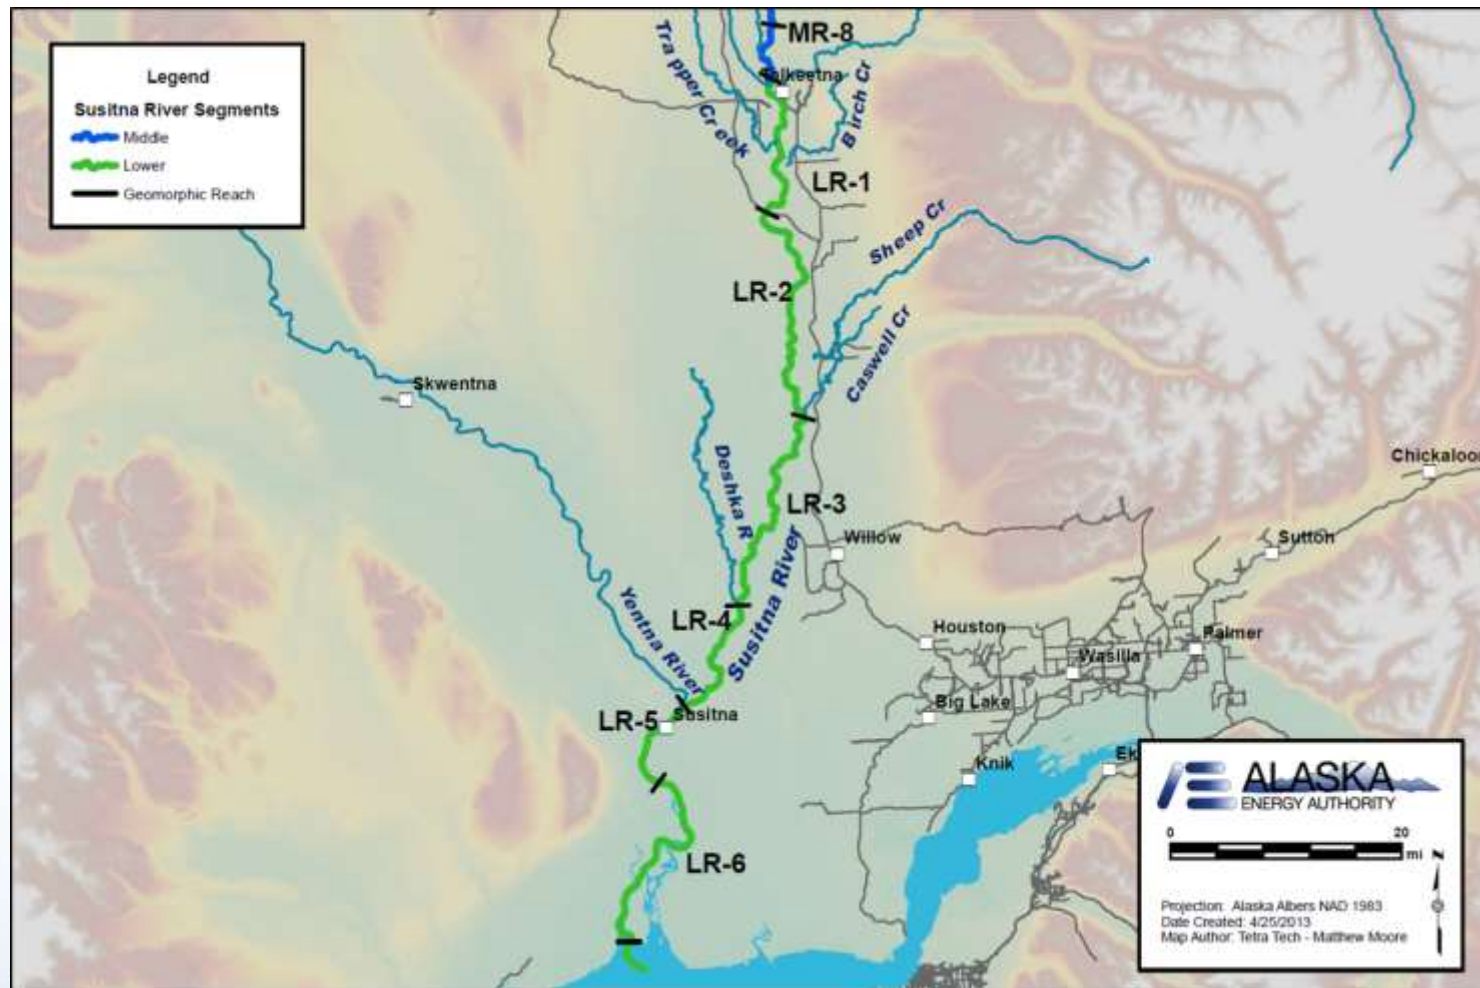 Legend
Susitna River Segments
Middle
Lower
Geomorphic Reach
MR-8
Trapper Creek
Talkeetna
Birch Cr
LR-1
Sheep Cr
LR-2
Caswell Cr
Skwentna
Deshka R
Chickaloon
LR-3
Willow
Sutton
Susitna River
Yentna River
LR-4
Houston
Palmer
Wasilla
Big Lake
LR-5
Susitna
Knik
Ek
LR-6
ALASKA
ENERGY AUTHORITY
0 20
mi
N
Projection: Alaska Albers NAD 1983
Date Created: 4/25/2013
Map Author: Tetra Tech - Matthew Moore